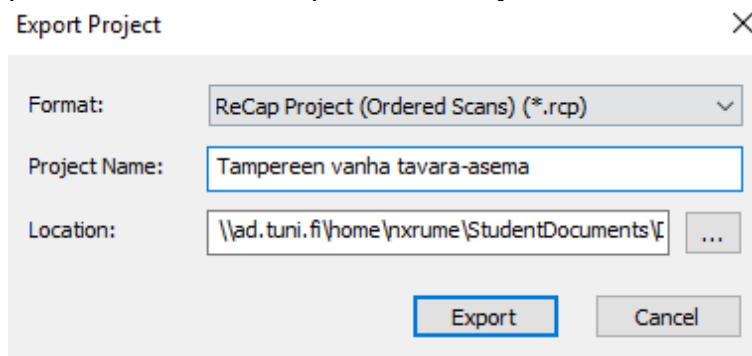 Export Project
Format: ReCap Project (Ordered Scans) (*.rcp)
Project Name: Tampereen vanha tavara-asema
Location: \\ad.tuni.fi\home\nxrume\StudentDocuments\ ...
Export Cancel